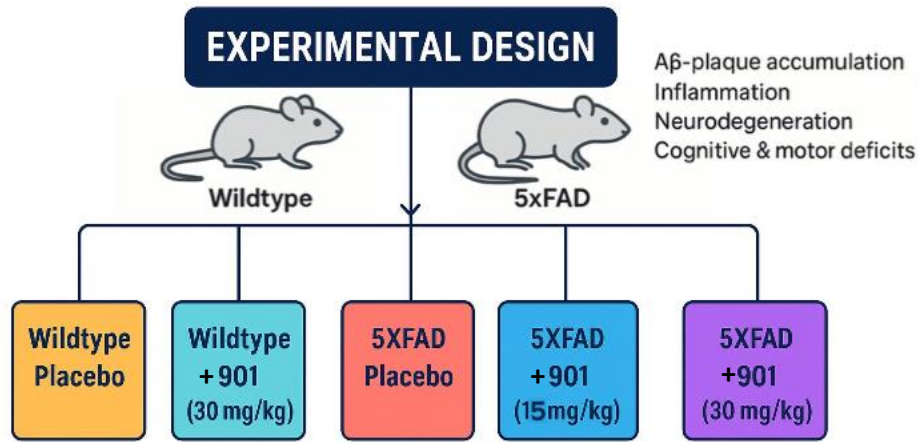 EXPERIMENTAL DESIGN
Aβ-plaque accumulation
Inflammation
Neurodegeneration
Cognitive & motor deficits
Wildtype
5xFAD
Wildtype
Placebo
Wildtype
+901
(30 mg/kg)
5XFAD
Placebo
5XFAD
+901
(15mg/kg)
5XFAD
+901
(30 mg/kg)